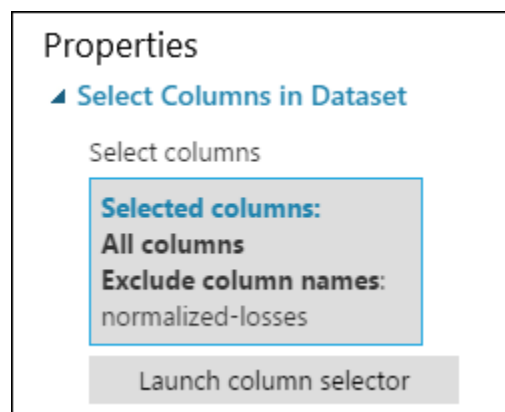 Properties
Select Columns in Dataset
Select columns
Selected columns:
All columns
Exclude column names:
normalized-losses
Launch column selector